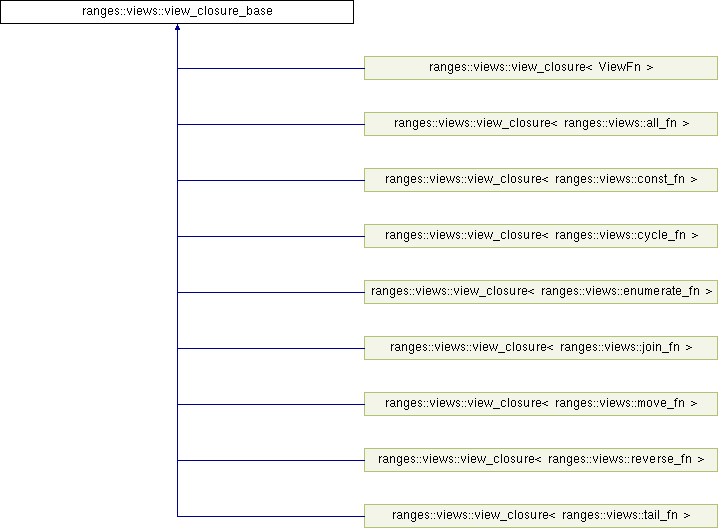 ranges::views::view_closure_base
ranges::views::view_closure< ViewFn >
ranges::views::view_closure< ranges::views::all_fn >
ranges::views::view_closure< ranges::views::const_fn >
ranges::views::view_closure< ranges::views::cycle_fn >
ranges::views::view_closure< ranges::views::enumerate_fn >
ranges::views::view_closure< ranges::views::join_fn >
ranges::views::view_closure< ranges::views::move_fn >
ranges::views::view_closure< ranges::views::reverse_fn >
ranges::views::view_closure< ranges::views::tail_fn >